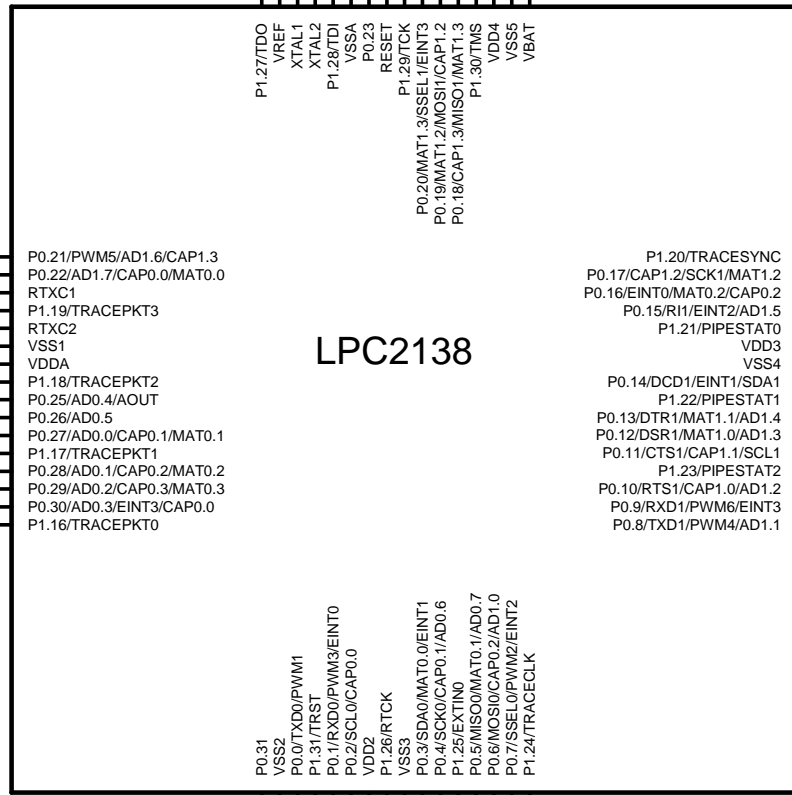 P1.27/TDO
VREF
XTAL1
XTAL2
P1.28/TDI
VSSA
P0.23
RESET
P1.29/TCK
P0.20/MAT1.3/SSEL1/EINT3
P0.19/MAT1.2/MOSI1/CAP1.2
P0.18/CAP1.3/MISO1/MAT1.3
P1.30/TMS
VDD4
VSS5
VBAT
P0.21/PWM5/AD1.6/CAP1.3
P0.22/AD1.7/CAP0.0/MAT0.0
RTXC1
P1.19/TRACEPKT3
RTXC2
VSS1
VDDA
P1.18/TRACEPKT2
P0.25/AD0.4/AOUT
P0.26/AD0.5
P0.27/AD0.0/CAP0.1/MAT0.1
P1.17/TRACEPKT1
P0.28/AD0.1/CAP0.2/MAT0.2
P0.29/AD0.2/CAP0.3/MAT0.3
P0.30/AD0.3/EINT3/CAP0.0
P1.16/TRACEPKT0
LPC2138
P1.20/TRACESYNC
P0.17/CAP1.2/SCK1/MAT1.2
P0.16/EINT0/MAT0.2/CAP0.2
P0.15/RI1/EINT2/AD1.5
P1.21/PIPESTAT0
VDD3
VSS4
P0.14/DCD1/EINT1/SDA1
P1.22/PIPESTAT1
P0.13/DTR1/MAT1.1/AD1.4
P0.12/DSR1/MAT1.0/AD1.3
P0.11/CTS1/CAP1.1/SCL1
P1.23/PIPESTAT2
P0.10/RTS1/CAP1.0/AD1.2
P0.9/RXD1/PWM6/EINT3
P0.8/TXD1/PWM4/AD1.1
P0.31
VSS2
P0.0/TXD0/PWM1
P1.31/TRST
P0.1/RXD0/PWM3/EINT0
P0.2/SCL0/CAP0.0
VDD2
P1.26/RTCK
VSS3
P0.3/SDA0/MAT0.0/EINT1
P0.4/SCK0/CAP0.1/AD0.6
P1.25/EXTIN0
P0.5/MISO0/MAT0.1/AD0.7
P0.6/MOSI0/CAP0.2/AD1.0
P0.7/SSEL0/PWM2/EINT2
P1.24/TRACECLK